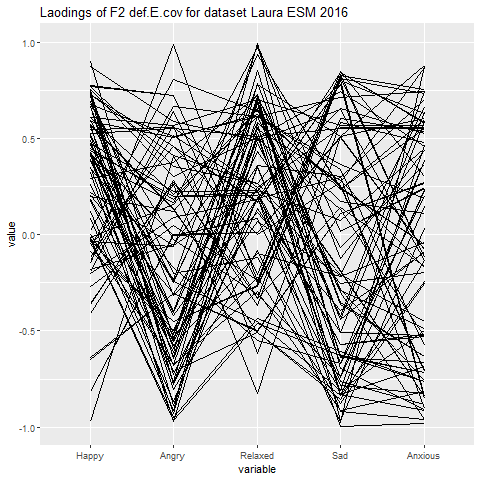 Laodings of F2 def.E.cov for dataset Laura ESM 2016
1.0
0.5
0.0
-0.5
-1.0
value
Happy Angry Relaxed Sad Anxious
variable